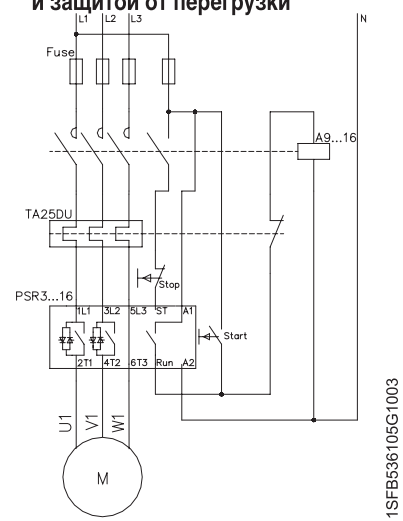 и защитой от перегрузки
L1 L2 L3 N
Fuse
A9...16
TA25DU
Stop
PSR3...16
1L1 3L2 5L3 ST A1
Start
2T1 4T2 6T3 Run A2
U1 V1 W1
M
1SFB536105G1003